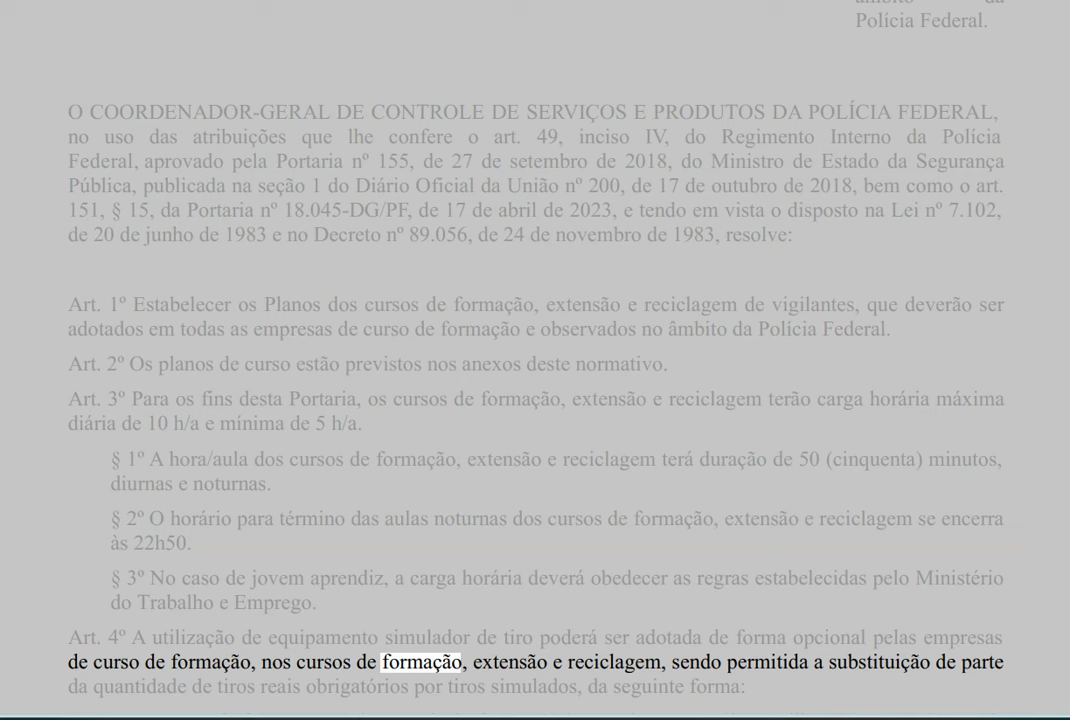 Polícia Federal.
O COORDENADOR-GERAL DE CONTROLE DE SERVIÇOS E PRODUTOS DA POLÍCIA FEDERAL,
no uso das atribuições que lhe confere o art. 49, inciso IV, do Regimento Interno da Polícia
Federal, aprovado pela Portaria nº 155, de 27 de setembro de 2018, do Ministro de Estado da Segurança
Pública, publicada na seção 1 do Diário Oficial da União nº 200, de 17 de outubro de 2018, bem como o art.
151, § 15, da Portaria nº 18.045-DG/PF, de 17 de abril de 2023, e tendo em vista o disposto na Lei nº 7.102,
de 20 de junho de 1983 e no Decreto nº 89.056, de 24 de novembro de 1983, resolve:
Art. 1º Estabelecer os Planos dos cursos de formação, extensão e reciclagem de vigilantes, que deverão ser
adotados em todas as empresas de curso de formação e observados no âmbito da Polícia Federal.
Art. 2º Os planos de curso estão previstos nos anexos deste normativo.
Art. 3º Para os fins desta Portaria, os cursos de formação, extensão e reciclagem terão carga horária máxima
diária de 10 h/a e mínima de 5 h/a.
§ 1º A hora/aula dos cursos de formação, extensão e reciclagem terá duração de 50 (cinquenta) minutos,
diurnas e noturnas.
§ 2º O horário para término das aulas noturnas dos cursos de formação, extensão e reciclagem se encerra
às 22h50.
§ 3º No caso de jovem aprendiz, a carga horária deverá obedecer as regras estabelecidas pelo Ministério
do Trabalho e Emprego.
Art. 4º A utilização de equipamento simulador de tiro poderá ser adotada de forma opcional pelas empresas
de curso de formação, nos cursos de formação, extensão e reciclagem, sendo permitida a substituição de parte
da quantidade de tiros reais obrigatórios por tiros simulados, da seguinte forma: